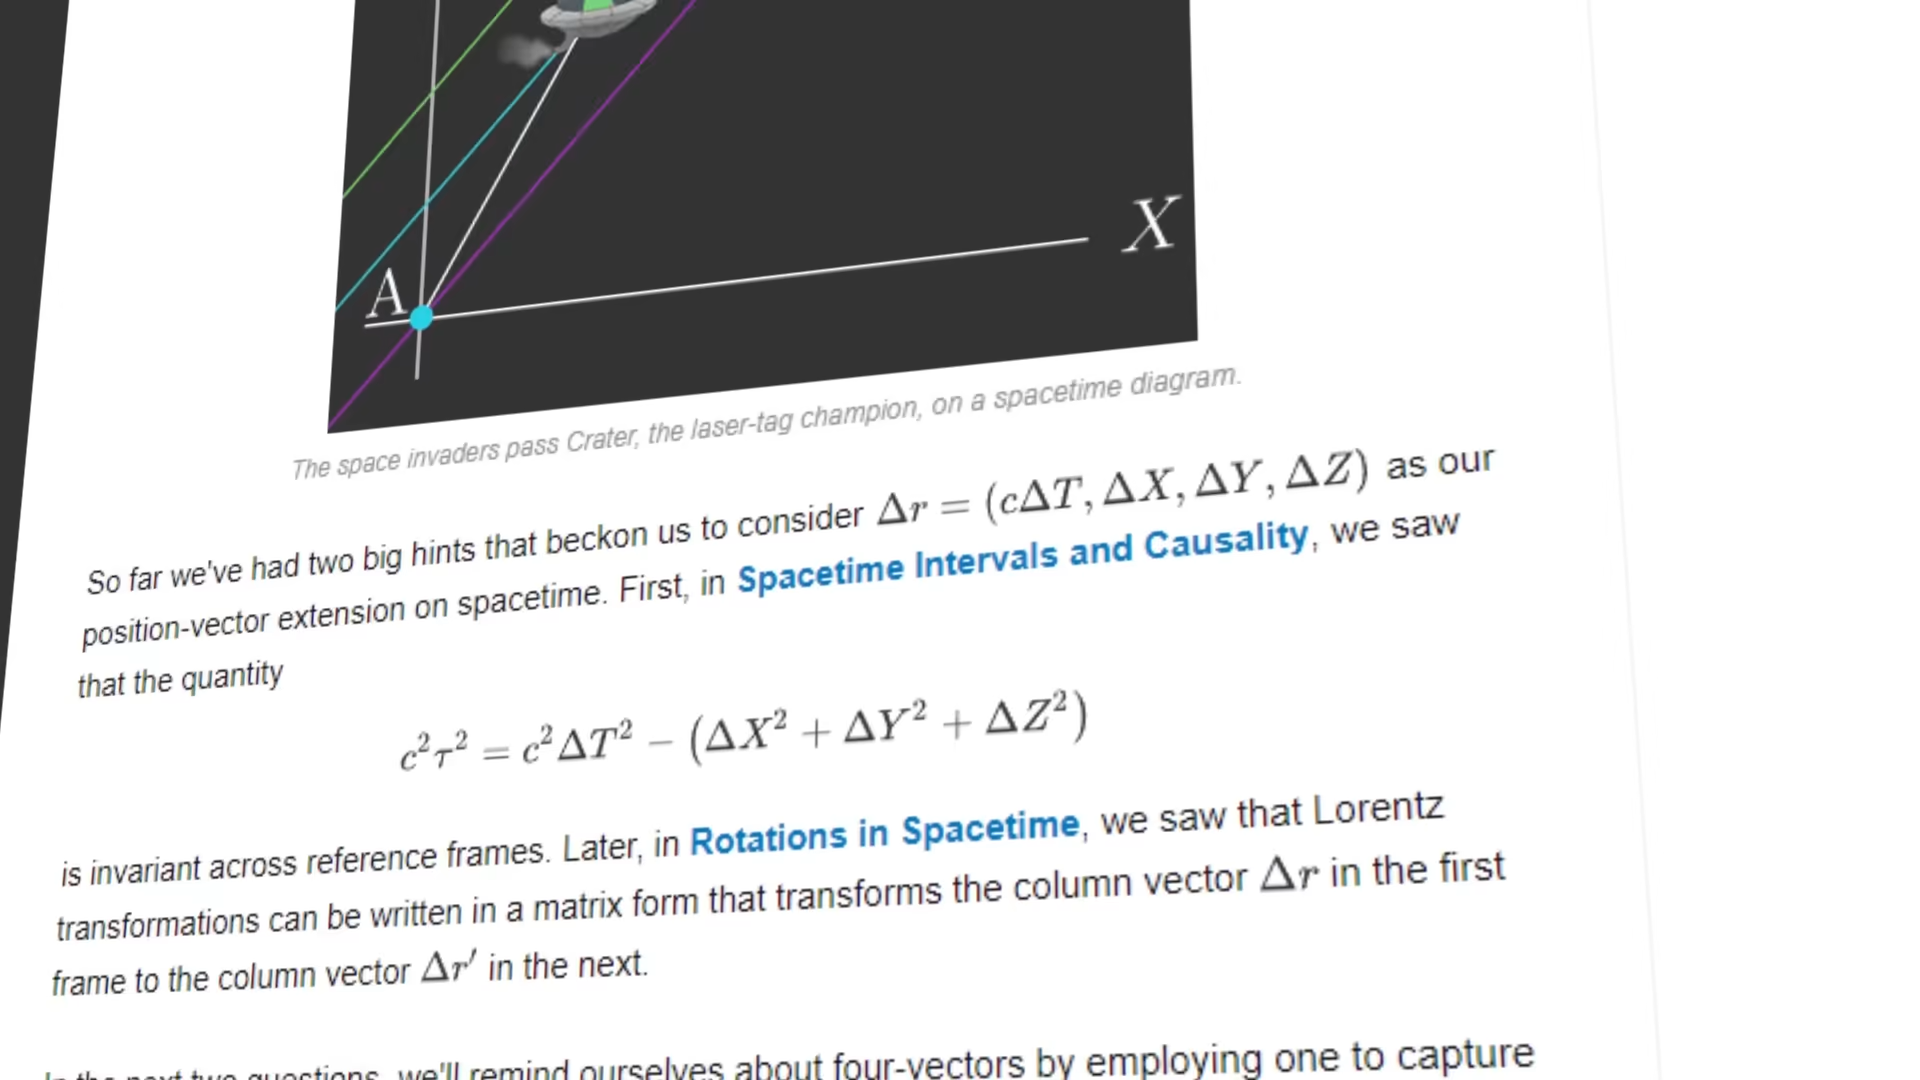 X
A
The space invaders pass Crater, the laser-tag champion, on a spacetime diagram.
So far we've had two big hints that beckon us to consider Δr = (cΔT, ΔX, ΔY, ΔZ) as our
position-vector extension on spacetime. First, in Spacetime Intervals and Causality, we saw
that the quantity
c²τ² = c²ΔT² − (ΔX² + ΔY² + ΔZ²)
is invariant across reference frames. Later, in Rotations in Spacetime, we saw that Lorentz
transformations can be written in a matrix form that transforms the column vector Δr in the first
frame to the column vector Δr′ in the next.
In the next two questions, we'll remind ourselves about four-vectors by employing one to capture